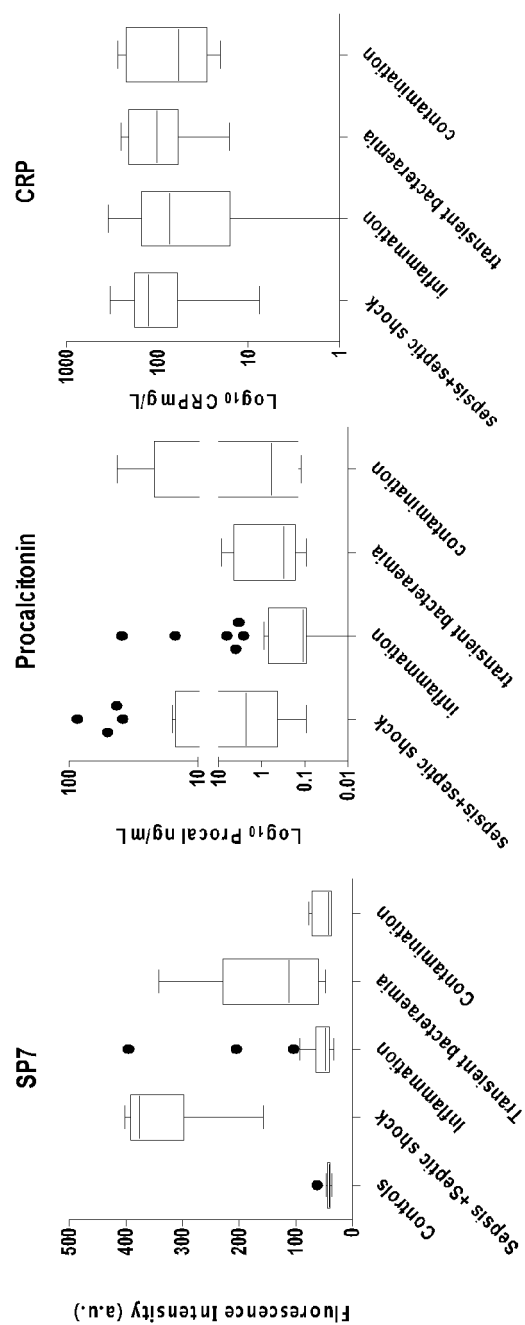 SP7
Fluorescence Intensity (a.u.)
500
400
300
200
100
0
Controls
Sepsis +Septic shock
Inflammation
Transient bacteraemia
Contamination
Procalcitonin
Log₁₀ Procal ng/mL
100
10
10
1
0.1
0.01
sepsis+septic shock
inflammation
transient bacteraemia
contamination
CRP
Log₁₀ CRPmg/L
1000
100
10
1
sepsis+septic shock
inflammation
transient bacteraemia
contamination